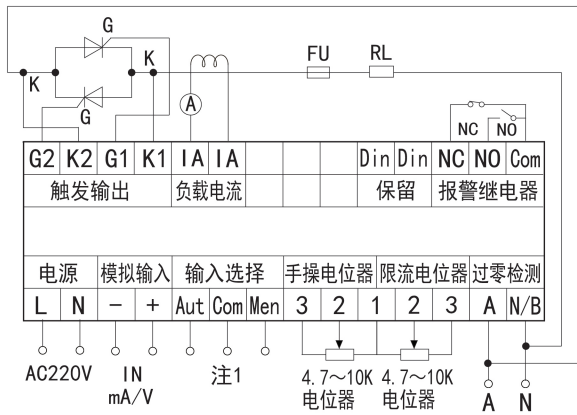 G
FU
RL
K
K
G
A
NC
NO
G2 K2 G1 K1 IA IA Din Din NC NO Com
触发输出 负载电流 保留 报警继电器
电源 模拟输入 输入选择 手操电位器 限流电位器 过零检测
L N － + Aut Com Men 3 2 1 2 3 A N/B
AC220V IN 注1 4.7～10K 4.7～10K
mA/V 电位器 电位器 A N